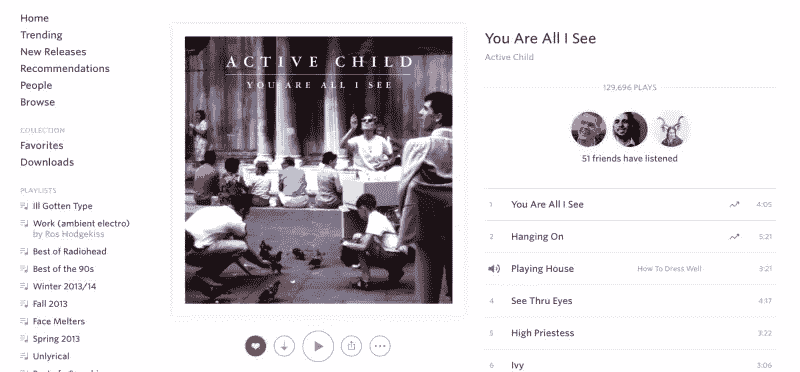 Home
Trending
New Releases
Recommendations
People
Browse
COLLECTION
Favorites
Downloads
PLAYLISTS
Ill Gotten Type
Work (ambient electro)
by Ros Hodgekiss
Best of Radiohead
Best of the 90s
Winter 2013/14
Fall 2013
Face Melters
Spring 2013
Unlyrical
ACTIVE CHILD
YOU ARE ALL I SEE
You Are All I See
Active Child
129,696 PLAYS
51 friends have listened
1 You Are All I See 4:05
2 Hanging On 5:21
Playing House How To Dress Well 3:21
4 See Thru Eyes 4:17
5 High Priestess 3:22
6 Ivy 3:06